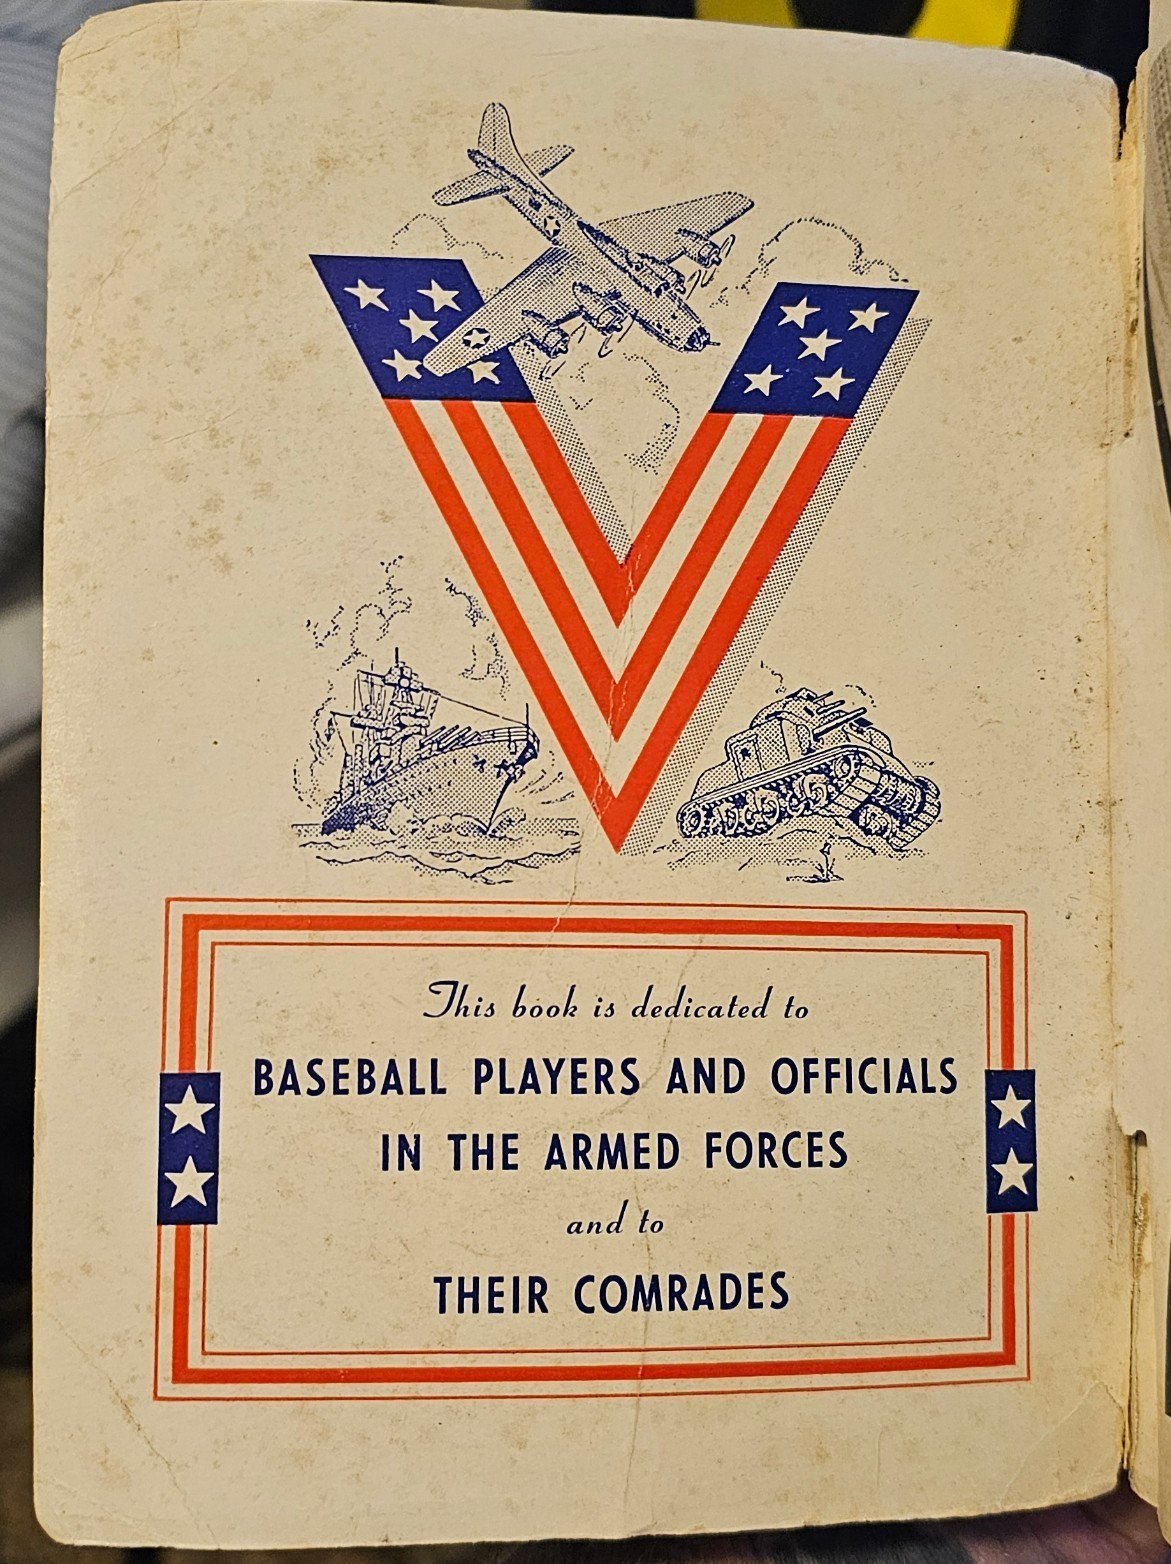 This book is dedicated to
BASEBALL PLAYERS AND OFFICIALS
IN THE ARMED FORCES
and to
THEIR COMRADES